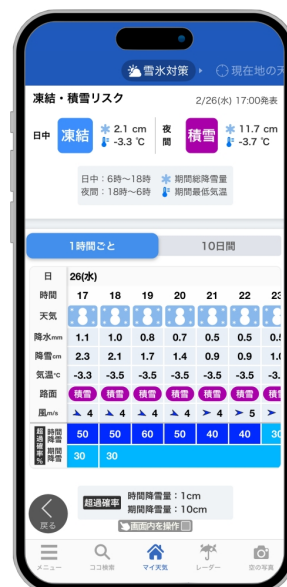 雪氷対策 現在地の天
凍結・積雪リスク 2/26(水) 17:00発表
日中 凍結 2.1 cm -3.3 ℃ 夜間 積雪 11.7 cm -3.7 ℃
日中：6時～18時 期間総降雪量
夜間：18時～6時 期間最低気温
1時間ごと 10日間
日 26(水)
時間 17 18 19 20 21 22 23
天気
降水mm 1.1 1.0 0.8 0.7 0.5 0.5 0.5
降雪cm 2.3 2.1 1.7 1.4 0.9 0.9 1.0
気温℃ -3.3 -3.5 -3.5 -3.5 -3.5 -3.5 -3.
路面 積雪 積雪 積雪 積雪 積雪 積雪 積雪
風m/s 4 4 4 4 4 5
超過確率% 時間降雪 50 50 60 50 40 40 30
期間降雪 30 30
超過確率 時間降雪量：1cm
期間降雪量：10cm
戻る
画面内を操作
メニュー ココ検索 マイ天気 レーダー 空の写真